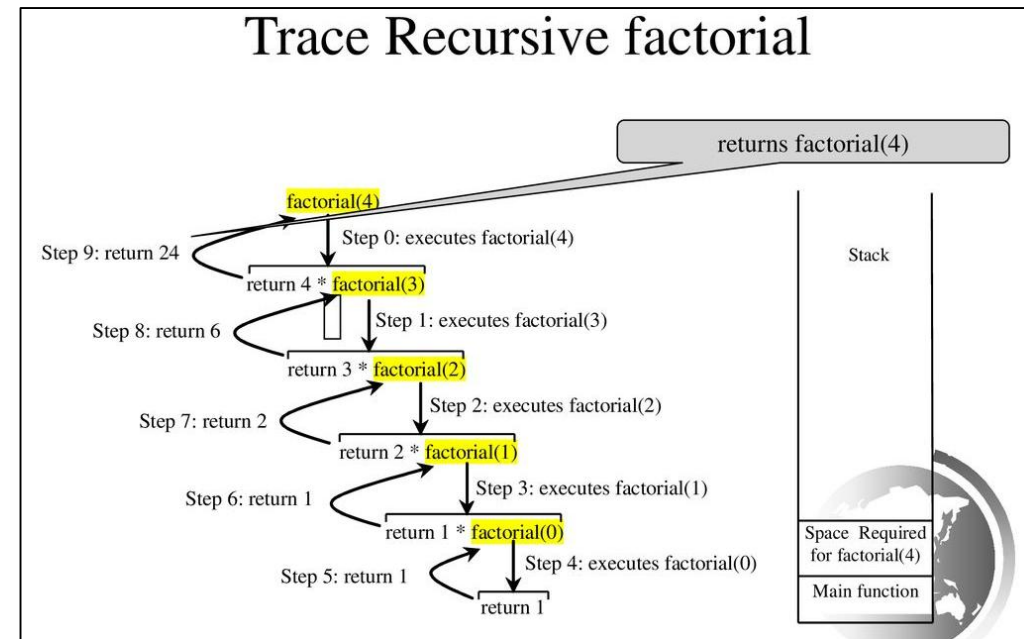 Trace Recursive factorial
returns factorial(4)
factorial(4)
Step 0: executes factorial(4)
Step 9: return 24
return 4 * factorial(3)
Step 1: executes factorial(3)
Step 8: return 6
return 3 * factorial(2)
Step 2: executes factorial(2)
Step 7: return 2
return 2 * factorial(1)
Step 3: executes factorial(1)
Step 6: return 1
return 1 * factorial(0)
Step 4: executes factorial(0)
Step 5: return 1
return 1
Stack
Space Required
for factorial(4)
Main function